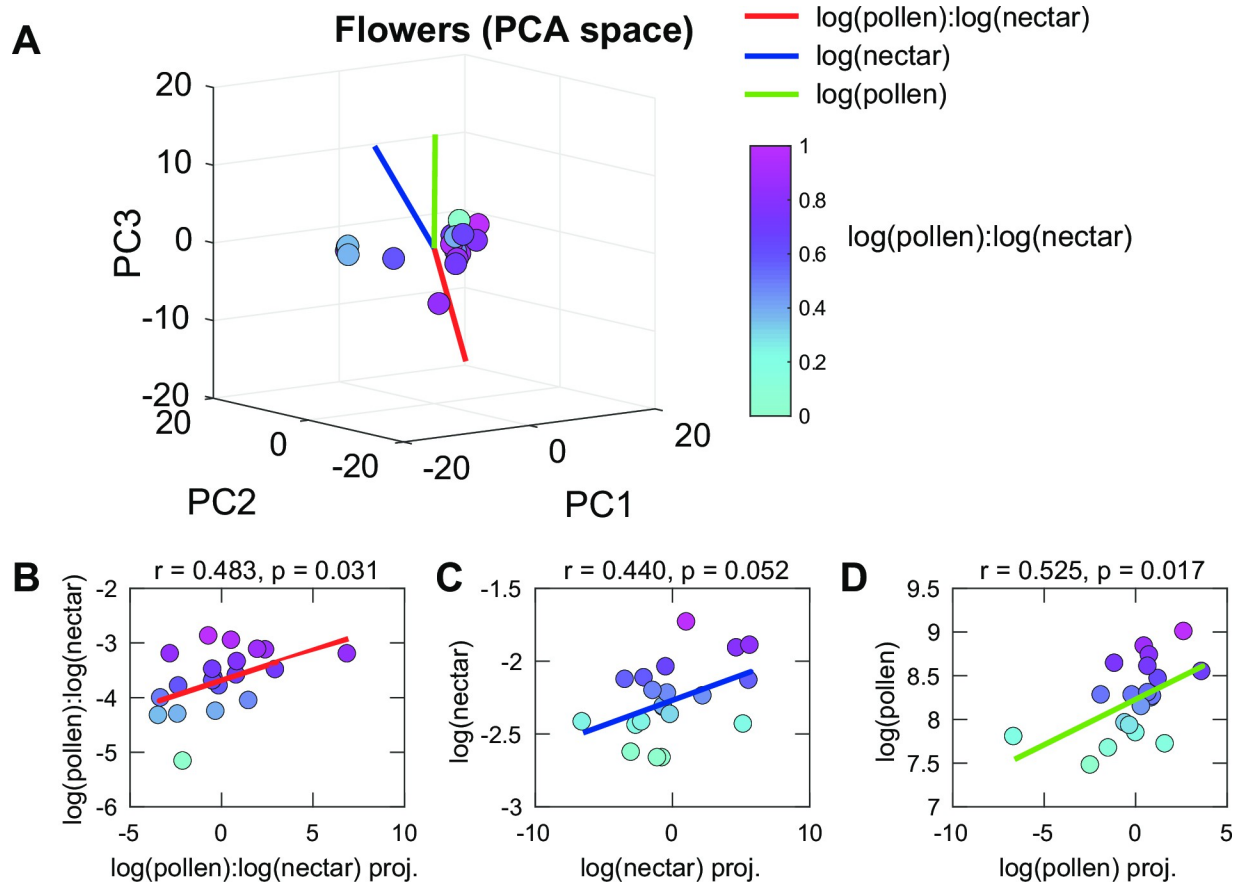 A
Flowers (PCA space)
log(pollen):log(nectar)
log(nectar)
log(pollen)
20
10
0
-10
-20
PC3
20
0
-20
PC2
-20
0
20
PC1
1
0.8
0.6
0.4
0.2
0
log(pollen):log(nectar)
B
r = 0.483, p = 0.031
log(pollen):log(nectar)
-2
-3
-4
-5
-6
-5
0
5
10
log(pollen):log(nectar) proj.
C
r = 0.440, p = 0.052
log(nectar)
-1.5
-2
-2.5
-3
-10
0
10
log(nectar) proj.
D
r = 0.525, p = 0.017
log(pollen)
9.5
9
8.5
8
7.5
7
-10
-5
0
5
log(pollen) proj.